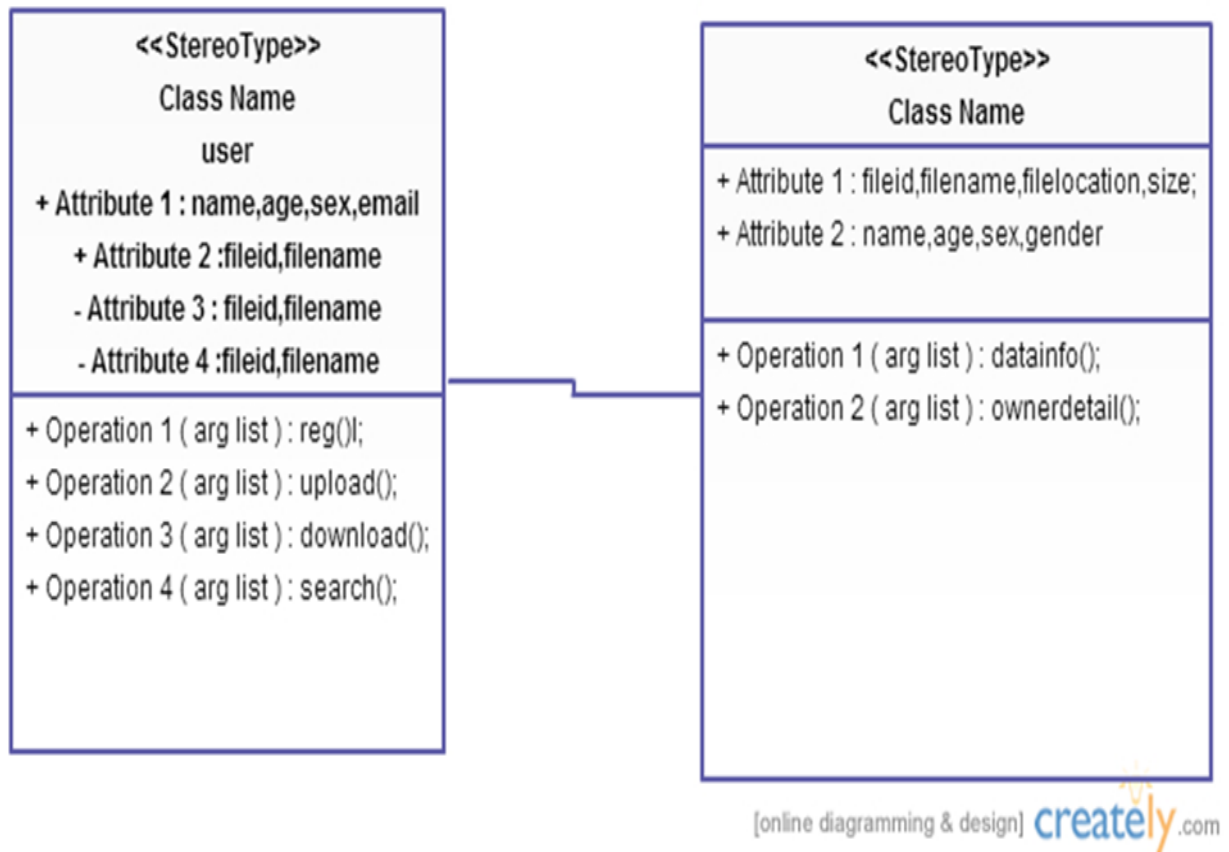 <<StereoType>>
Class Name
user
+ Attribute 1 : name,age,sex,email
+ Attribute 2 :fileid,filename
- Attribute 3 : fileid,filename
- Attribute 4 :fileid,filename
+ Operation 1 ( arg list ) : reg()l;
+ Operation 2 ( arg list ) : upload();
+ Operation 3 ( arg list ) : download();
+ Operation 4 ( arg list ) : search();
<<StereoType>>
Class Name
+ Attribute 1 : fileid,filename,filelocation,size;
+ Attribute 2 : name,age,sex,gender
+ Operation 1 ( arg list ) : datainfo();
+ Operation 2 ( arg list ) : ownerdetail();
[online diagramming & design] creately.com